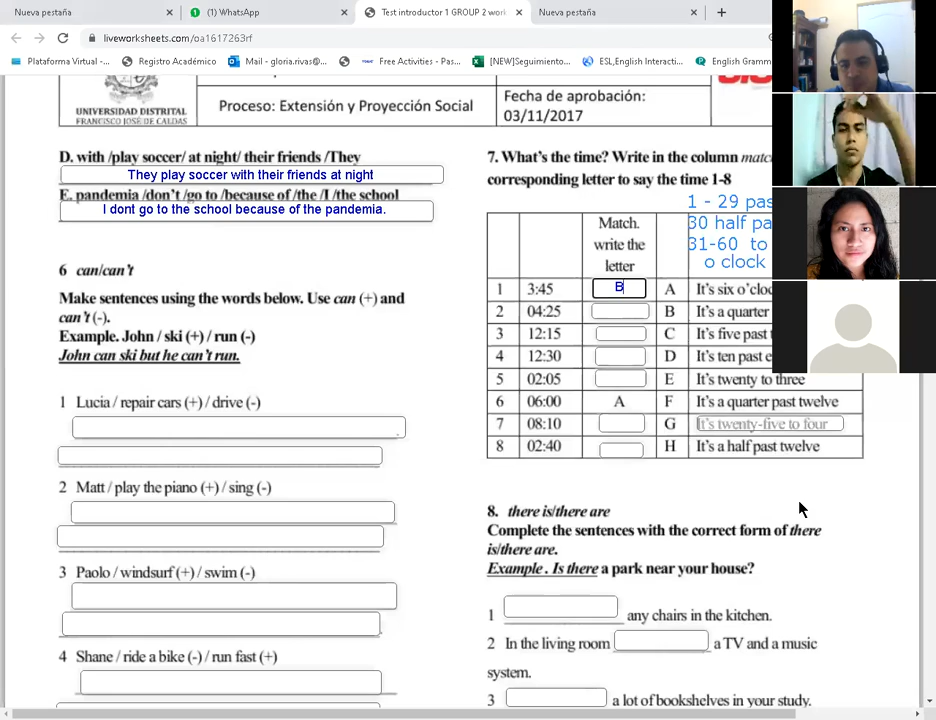 Nueva pestaña
(1) WhatsApp
Test introductor 1 GROUP 2 work
Nueva pestaña
liveworksheets.com/oa1617263rf
Plataforma Virtual -...
Registro Académico
Mail - gloria.rivas@...
Free Activities - Pas...
[NEW]Seguimiento...
ESL,English Interacti...
English Gramm
UNIVERSIDAD DISTRITAL
FRANCISCO JOSÉ DE CALDAS
Proceso: Extensión y Proyección Social
Fecha de aprobación:
03/11/2017
D. with /play soccer/ at night/ their friends /They
They play soccer with their friends at night
E. pandemia /don't /go to /because of /the /I /the school
I dont go to the school because of the pandemia.
6 can/can't
Make sentences using the words below. Use can (+) and
can't (-).
Example. John / ski (+) / run (-)
John can ski but he can't run.
1 Lucia / repair cars (+) / drive (-)
2 Matt / play the piano (+) / sing (-)
3 Paolo / windsurf (+) / swim (-)
4 Shane / ride a bike (-) / run fast (+)
7. What's the time? Write in the column
corresponding letter to say the time 1-8
1 - 29 pas
30 half pa
31-60 to
o clock
Match.
write the
letter
1 3:45 B A It's six o'cloc
2 04:25 B It's a quarter
3 12:15 C It's five past
4 12:30 D It's ten past e
5 02:05 E It's twenty to three
6 06:00 A F It's a quarter past twelve
7 08:10 G It's twenty-five to four
8 02:40 H It's a half past twelve
8. there is/there are
Complete the sentences with the correct form of there
is/there are.
Example . Is there a park near your house?
1 any chairs in the kitchen.
2 In the living room a TV and a music
system.
3 a lot of bookshelves in your study.